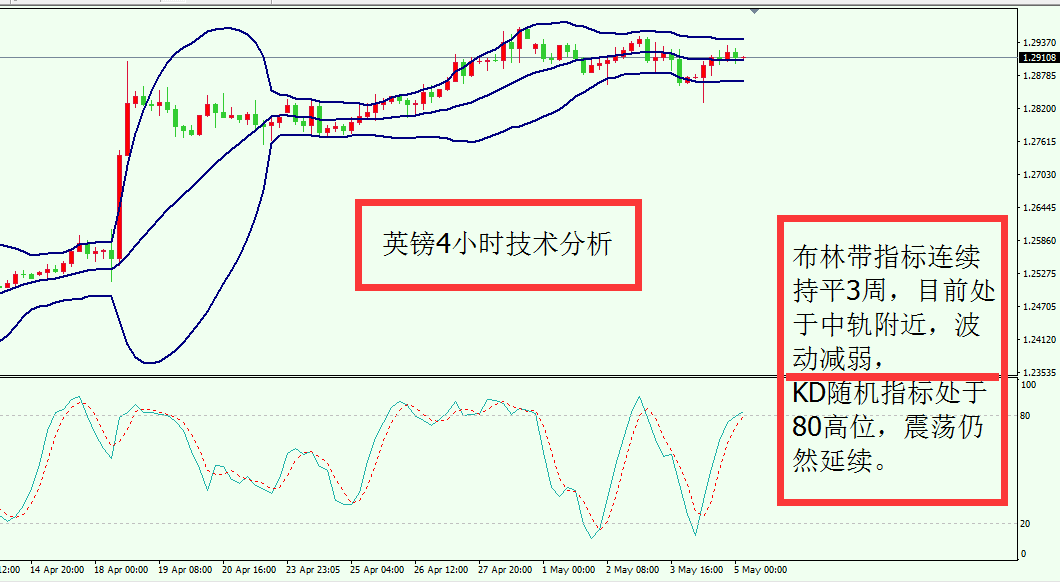 1.29370
1.29108
1.28785
1.28200
1.27615
1.27030
1.26445
1.25860
1.25275
1.24705
1.24120
1.23535
英镑4小时技术分析
布林带指标连续
持平3周，目前处
于中轨附近，波
动减弱，
KD随机指标处于
80高位，震荡仍
然延续。
100
80
20
0
12:00 14 Apr 20:00 18 Apr 00:00 19 Apr 08:00 20 Apr 16:00 23 Apr 23:05 25 Apr 04:00 26 Apr 12:00 27 Apr 20:00 1 May 00:00 2 May 08:00 3 May 16:00 5 May 00:00